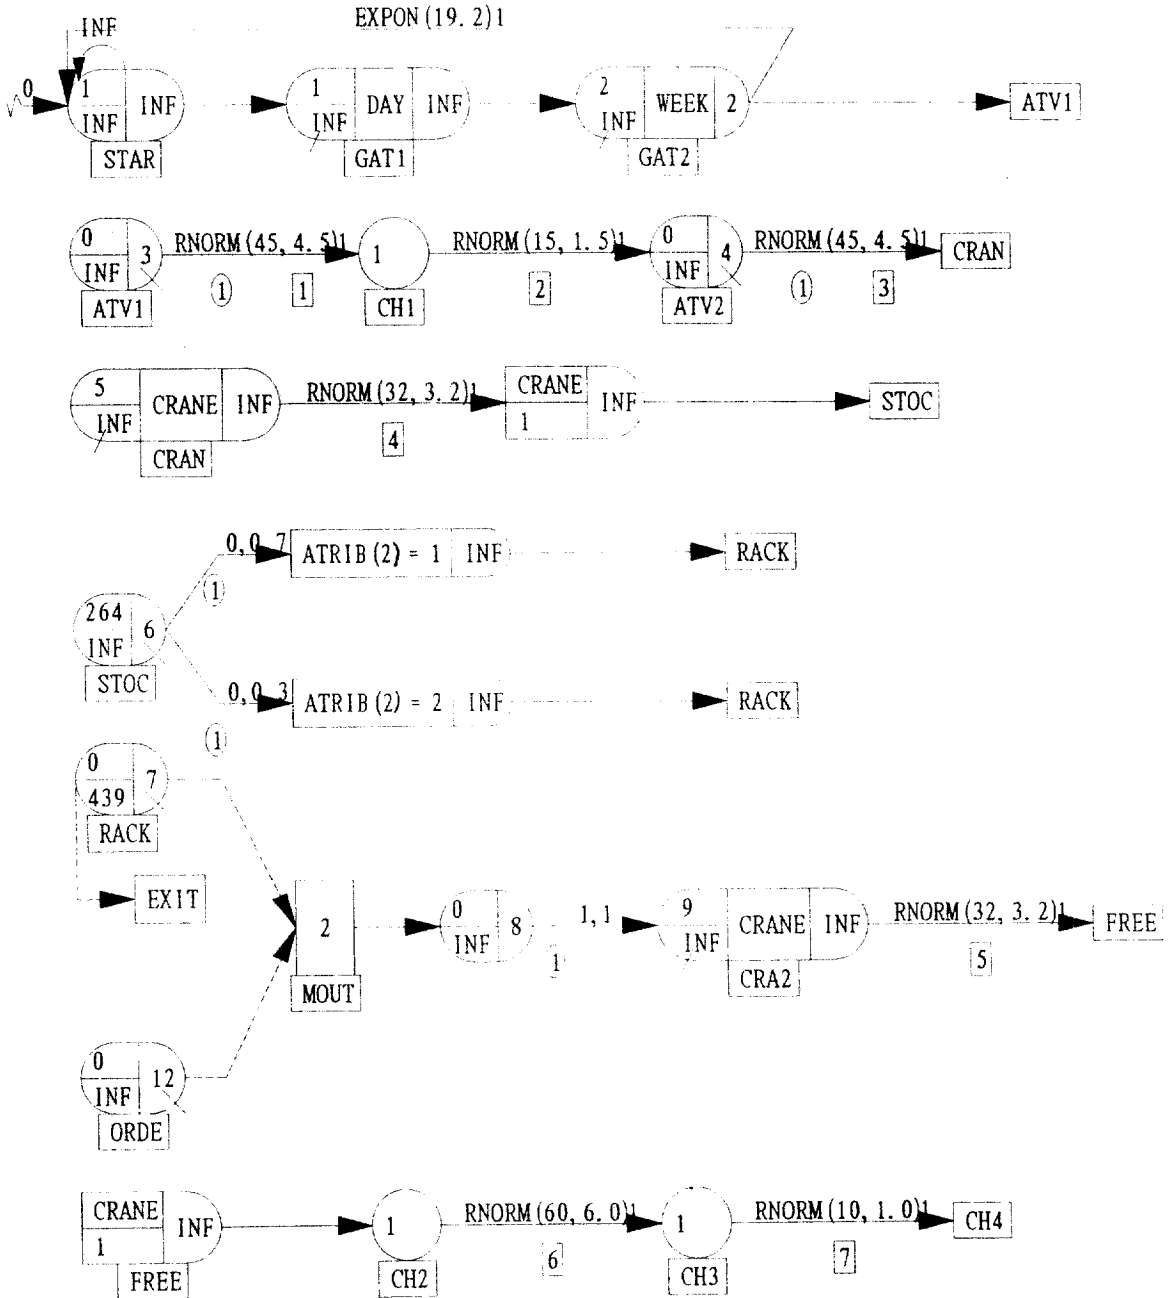 INF EXPON(19.2)1
0 1 INF INF 1 DAY INF INF 2 WEEK 2 INF ATV1
STAR GAT1 GAT2
0 INF 3 RNORM(45,4.5)1 1 RNORM(15,1.5)1 0 INF 4 RNORM(45,4.5)1 CRAN
ATV1 1 1 CH1 2 ATV2 1 3
5 INF CRANE INF RNORM(32,3.2)1 CRANE 1 INF STOC
CRAN 4
0,0.7 ATRIB(2)=1 INF RACK
1
264 INF 6
STOC
0,0.3 ATRIB(2)=2 INF RACK
1
0 439 7
RACK
EXIT
2 0 INF 8 1,1 9 INF CRANE INF RNORM(32,3.2)1 FREE
MOUT 1 CRA2 5
0 INF 12
ORDE
CRANE 1 INF 1 RNORM(60,6.0)1 1 RNORM(10,1.0)1 CH4
FREE CH2 6 CH3 7